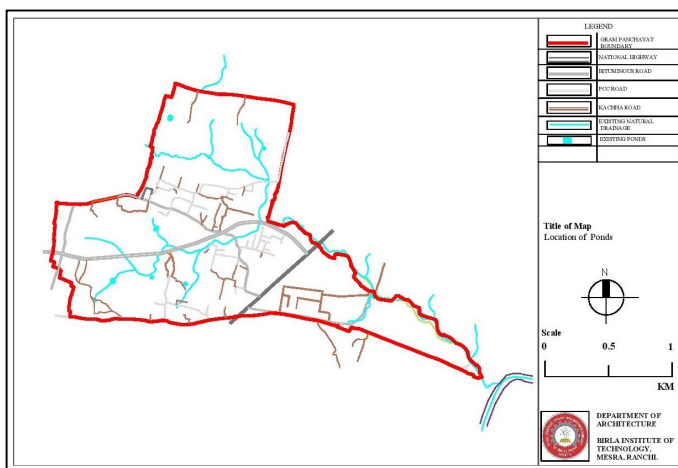 LEGEND
GRAM PANCHAYAT
BOUNDARY
NATIONAL HIGHWAY
BITUMINOUS ROAD
PCC ROAD
KACHHA ROAD
EXISTING NATURAL
DRAINAGE
EXISTING PONDS
Title of Map
Location of Ponds
N
Scale
0 0.5 1
KM
DEPARTMENT OF
ARCHITECTURE
BIRLA INSTITUTE OF
TECHNOLOGY,
MESRA, RANCHI.